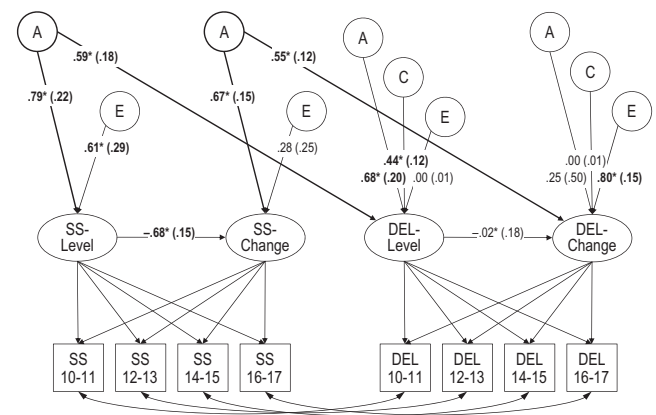 A
A
A
A
.59* (.18)
.55* (.12)
C
C
.79* (.22)
E
.67* (.15)
E
E
E
.61* (.29)
.28 (.25)
.44* (.12)
.00 (.01)
.68* (.20)
.00 (.01)
.25 (.50)
.80* (.15)
SS-
Level
–.68* (.15)
SS-
Change
DEL-
Level
–.02* (.18)
DEL-
Change
SS
10-11
SS
12-13
SS
14-15
SS
16-17
DEL
10-11
DEL
12-13
DEL
14-15
DEL
16-17